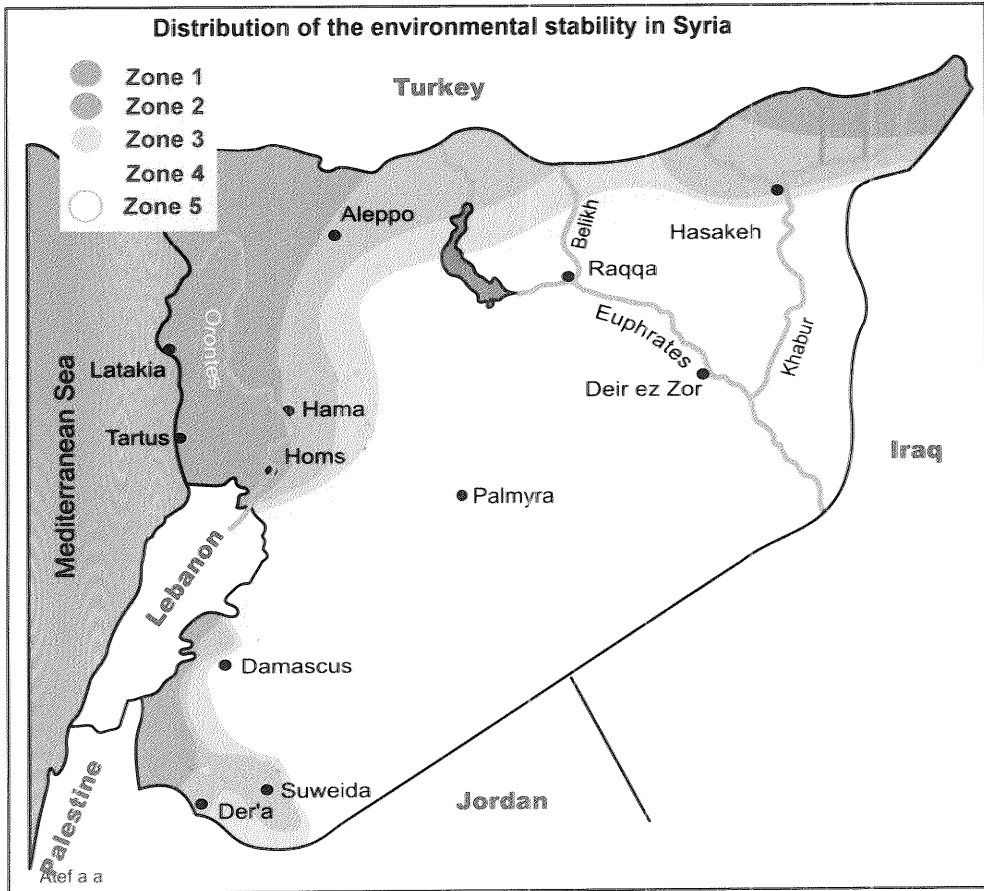 Distribution of the environmental stability in Syria
Zone 1
Zone 2
Zone 3
Zone 4
Zone 5
Turkey
Aleppo
Belikh
Hasakeh
Raqqa
Orontes
Euphrates
Khabur
Latakia
Deir ez Zor
Mediterranean Sea
Hama
Tartus
Homs
Iraq
Palmyra
Lebanon
Damascus
Suweida
Der'a
Jordan
Palestine
Atef a a